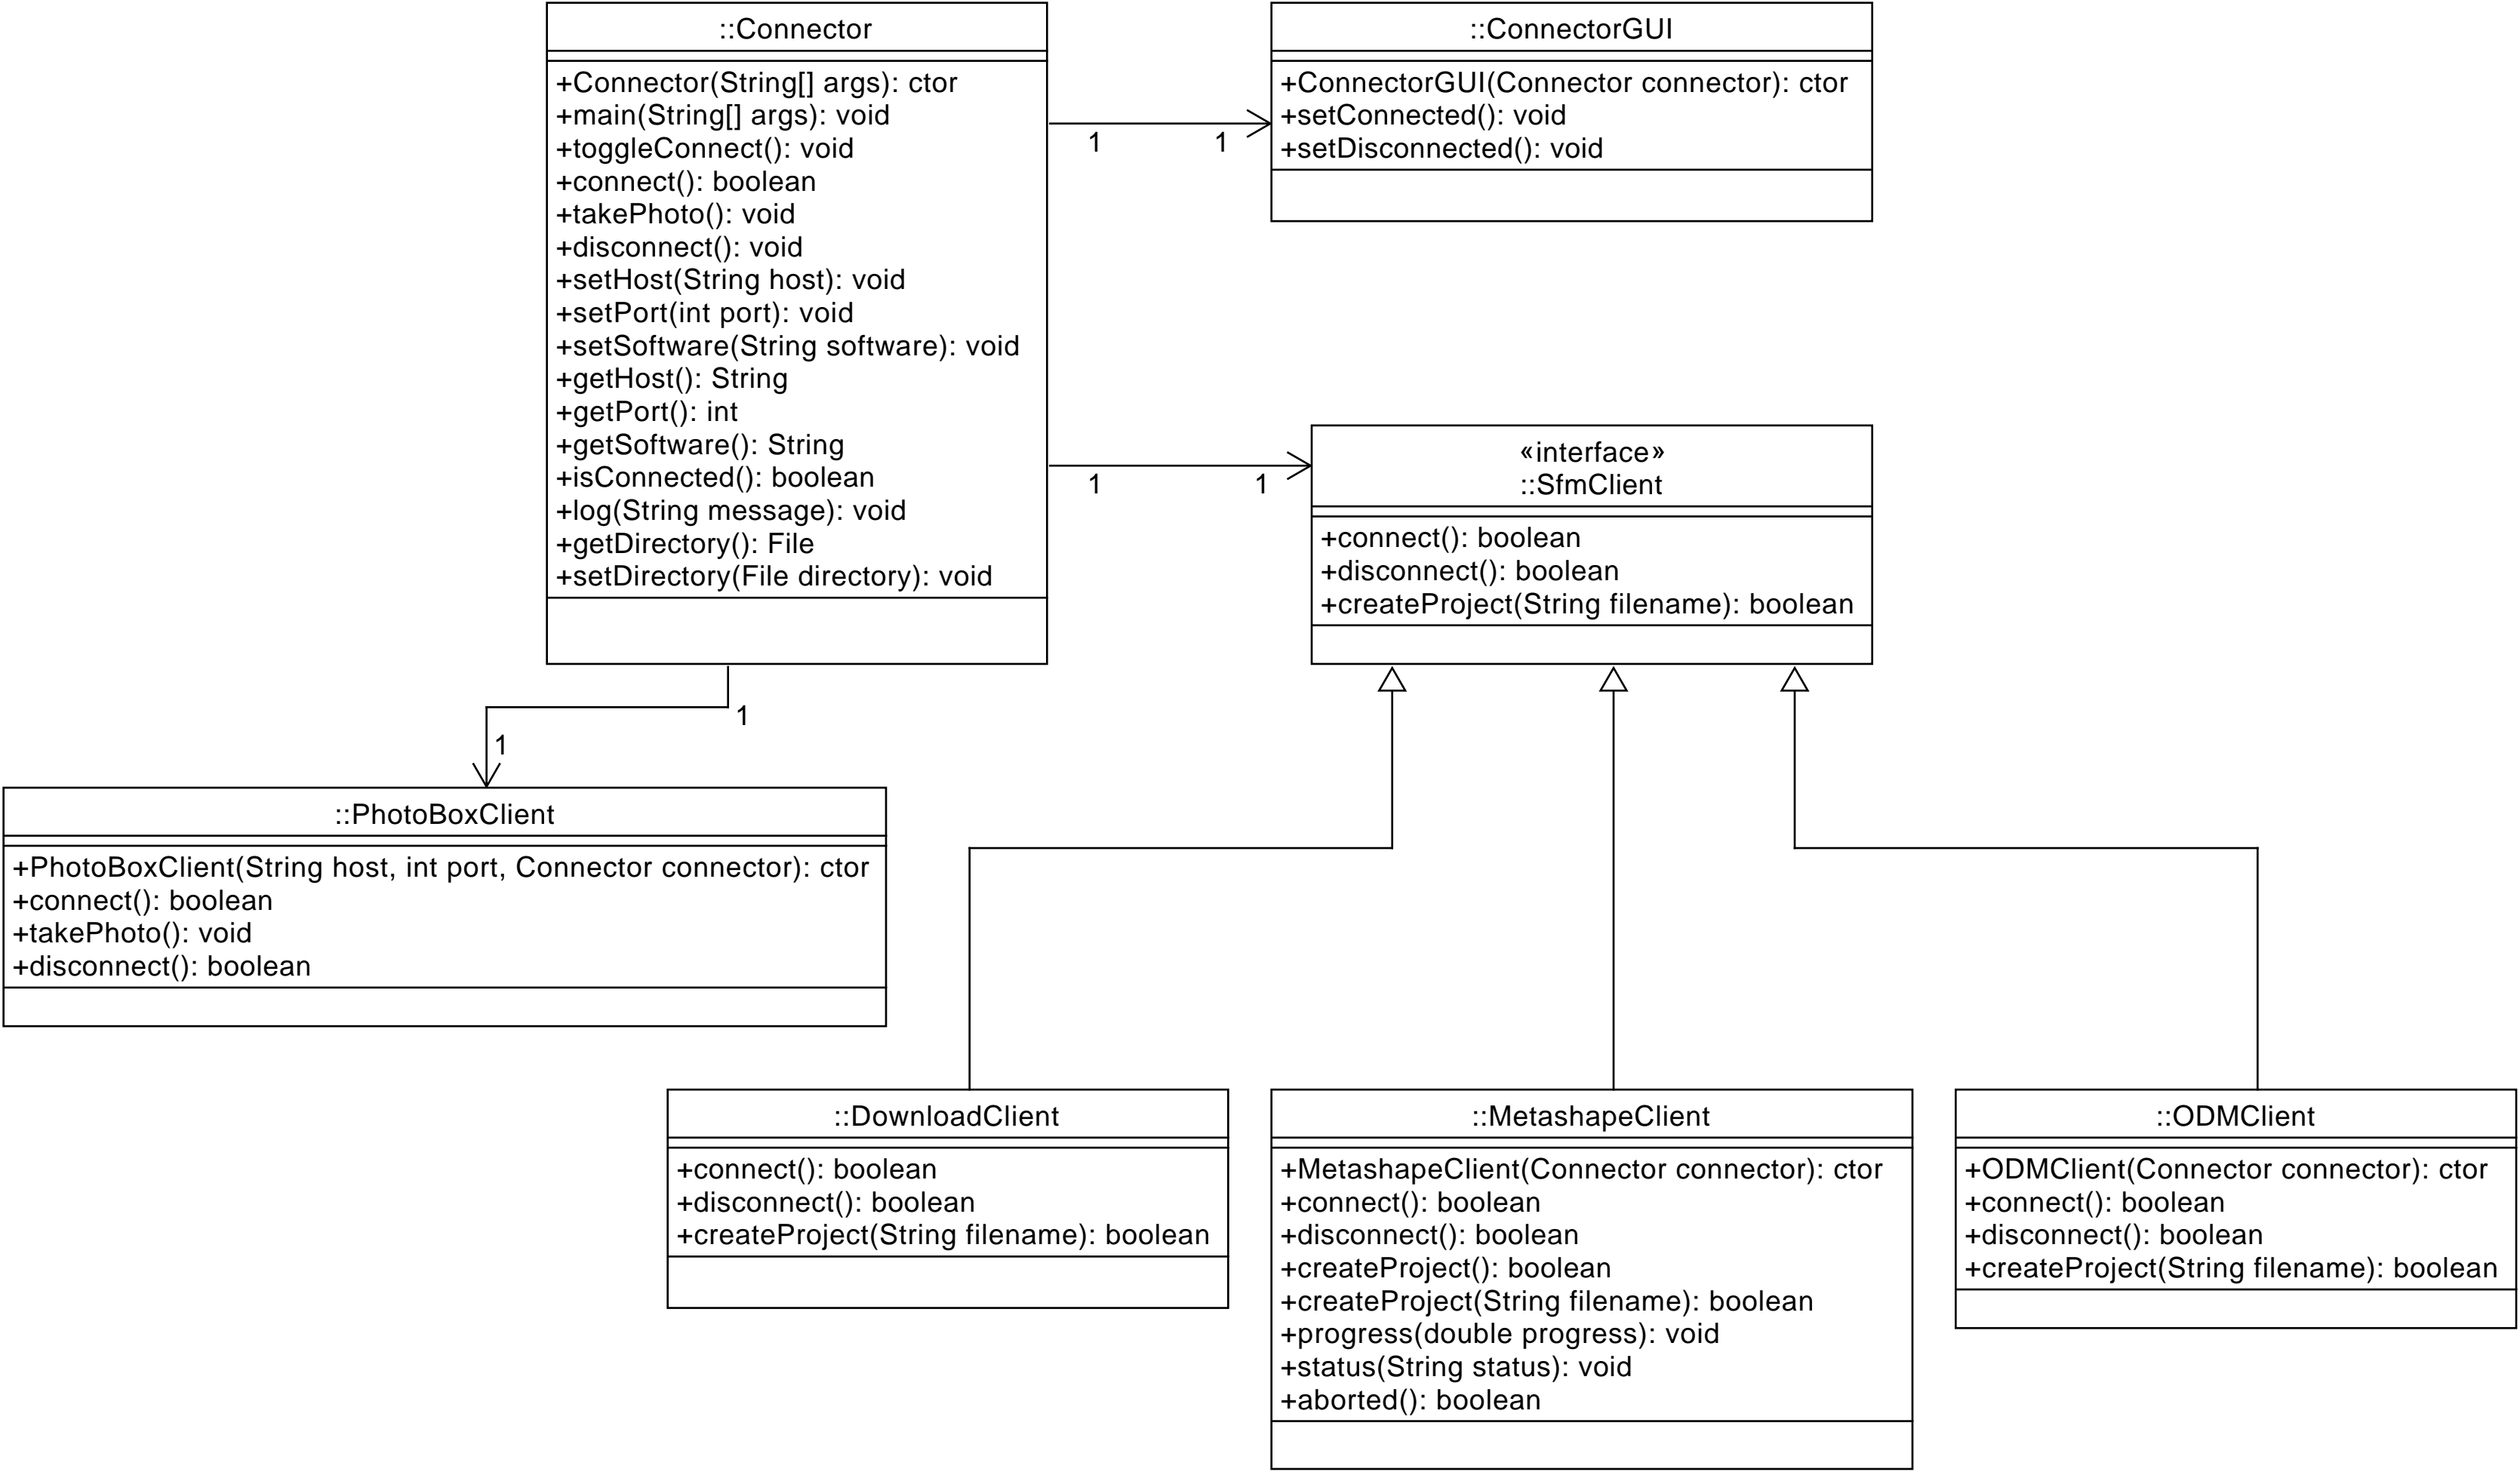 ::Connector
+Connector(String[] args): ctor
+main(String[] args): void
+toggleConnect(): void
+connect(): boolean
+takePhoto(): void
+disconnect(): void
+setHost(String host): void
+setPort(int port): void
+setSoftware(String software): void
+getHost(): String
+getPort(): int
+getSoftware(): String
+isConnected(): boolean
+log(String message): void
+getDirectory(): File
+setDirectory(File directory): void
1
1
::ConnectorGUI
+ConnectorGUI(Connector connector): ctor
+setConnected(): void
+setDisconnected(): void
1
1
«interface»
::SfmClient
+connect(): boolean
+disconnect(): boolean
+createProject(String filename): boolean
1
1
::PhotoBoxClient
+PhotoBoxClient(String host, int port, Connector connector): ctor
+connect(): boolean
+takePhoto(): void
+disconnect(): boolean
::DownloadClient
+connect(): boolean
+disconnect(): boolean
+createProject(String filename): boolean
::MetashapeClient
+MetashapeClient(Connector connector): ctor
+connect(): boolean
+disconnect(): boolean
+createProject(): boolean
+createProject(String filename): boolean
+progress(double progress): void
+status(String status): void
+aborted(): boolean
::ODMClient
+ODMClient(Connector connector): ctor
+connect(): boolean
+disconnect(): boolean
+createProject(String filename): boolean